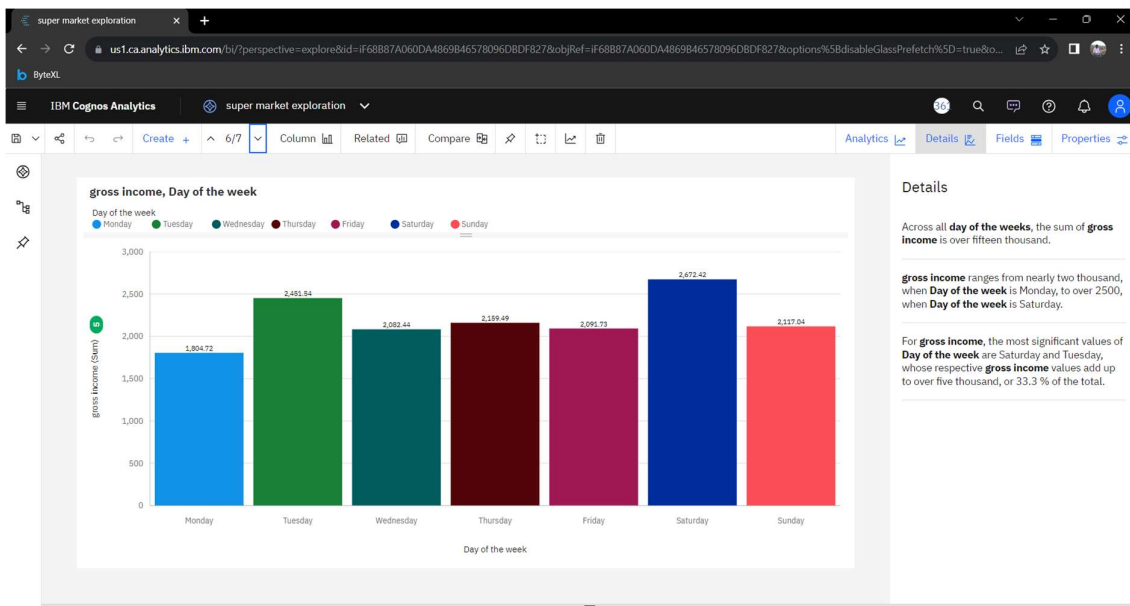 super market exploration
us1.ca.analytics.ibm.com/bi/?perspective=explore&id=iF68B87A060DA4869B46578096DBDF827&objRef=iF68B87A060DA4869B46578096DBDF827&options%5BdisableGlassPrefetch%5D=true&o...
ByteXL
IBM Cognos Analytics super market exploration
Create + 6/7 Column Related Compare Analytics Details Fields Properties
gross income, Day of the week
Day of the week
Monday Tuesday Wednesday Thursday Friday Saturday Sunday
3,000
2,500
2,000
1,500
1,000
500
0
gross income (Sum)
1,804.72
2,082.44
2,091.73
2,672.42
2,117.04
Monday Tuesday Wednesday Thursday Friday Saturday Sunday
Day of the week
Details
Across all day of the weeks, the sum of gross
income is over fifteen thousand.
gross income ranges from nearly two thousand,
when Day of the week is Monday, to over 2500,
when Day of the week is Saturday.
For gross income, the most significant values of
Day of the week are Saturday and Tuesday,
whose respective gross income values add up
to over five thousand, or 33.3 % of the total.